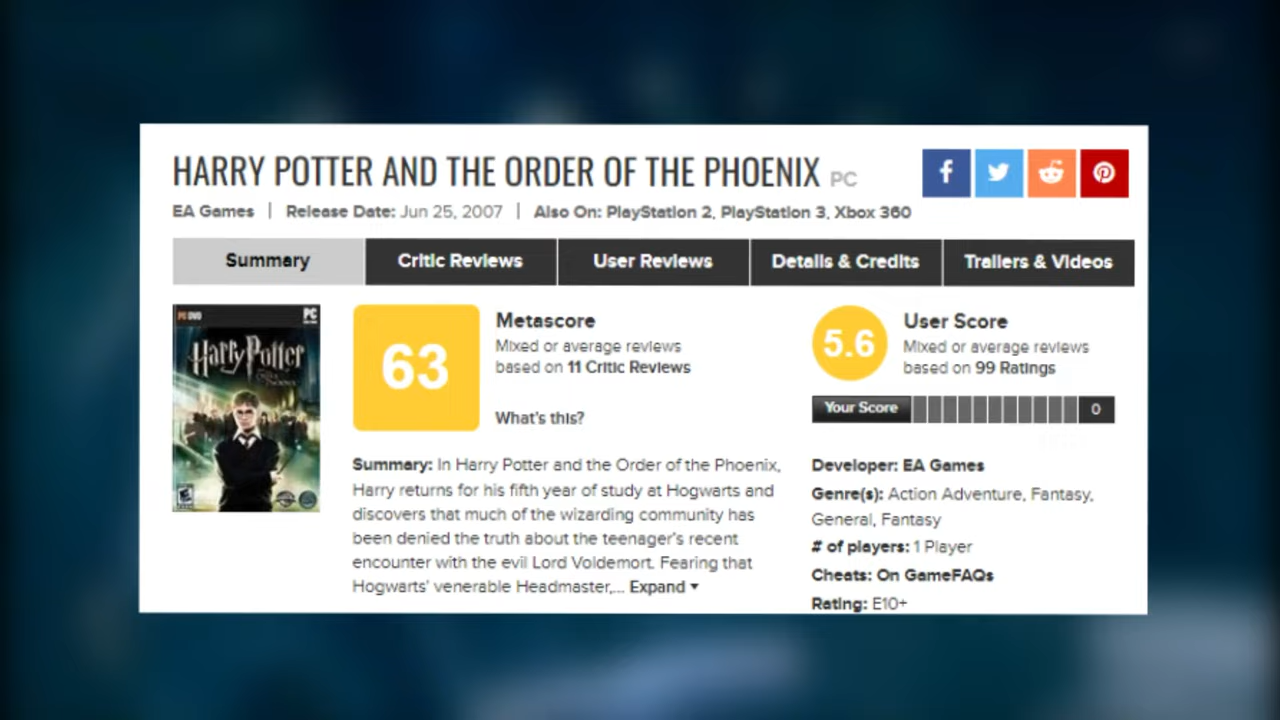 HARRY POTTER AND THE ORDER OF THE PHOENIX PC
EA Games | Release Date: Jun 25, 2007 | Also On: PlayStation 2, PlayStation 3, Xbox 360
Summary Critic Reviews User Reviews Details & Credits Trailers & Videos
PC
Harry Potter
63
Metascore
Mixed or average reviews
based on 11 Critic Reviews
What's this?
5.6
User Score
Mixed or average reviews
based on 99 Ratings
Your Score 0
Summary: In Harry Potter and the Order of the Phoenix,
Harry returns for his fifth year of study at Hogwarts and
discovers that much of the wizarding community has
been denied the truth about the teenager's recent
encounter with the evil Lord Voldemort. Fearing that
Hogwarts' venerable Headmaster,... Expand
Developer: EA Games
Genre(s): Action Adventure, Fantasy,
General, Fantasy
# of players: 1 Player
Cheats: On GameFAQs
Rating: E10+